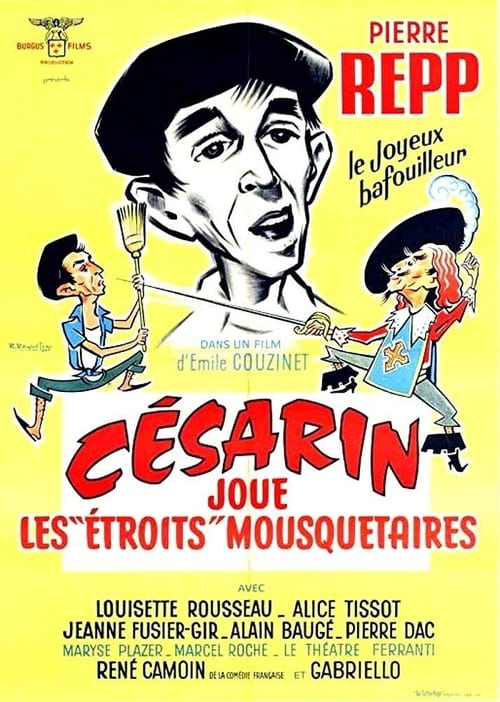 BURGUS FILMS
PRODUCTION
présente
PIERRE
REPP
le Joyeux
bafouilleur
DANS UN FILM
d'Emile COUZINET
CÉSARIN
JOUE
LES "ÉTROITS" MOUSQUETAIRES
AVEC
LOUISETTE ROUSSEAU _ ALICE TISSOT
JEANNE FUSIER-GIR _ ALAIN BAUGÉ _ PIERRE DAC
MARYSE PLAZER _ MARCEL ROCHE _ LE THÉATRE FERRANTI
RENÉ CAMOIN DE LA COMÉDIE FRANÇAISE ET GABRIELLO